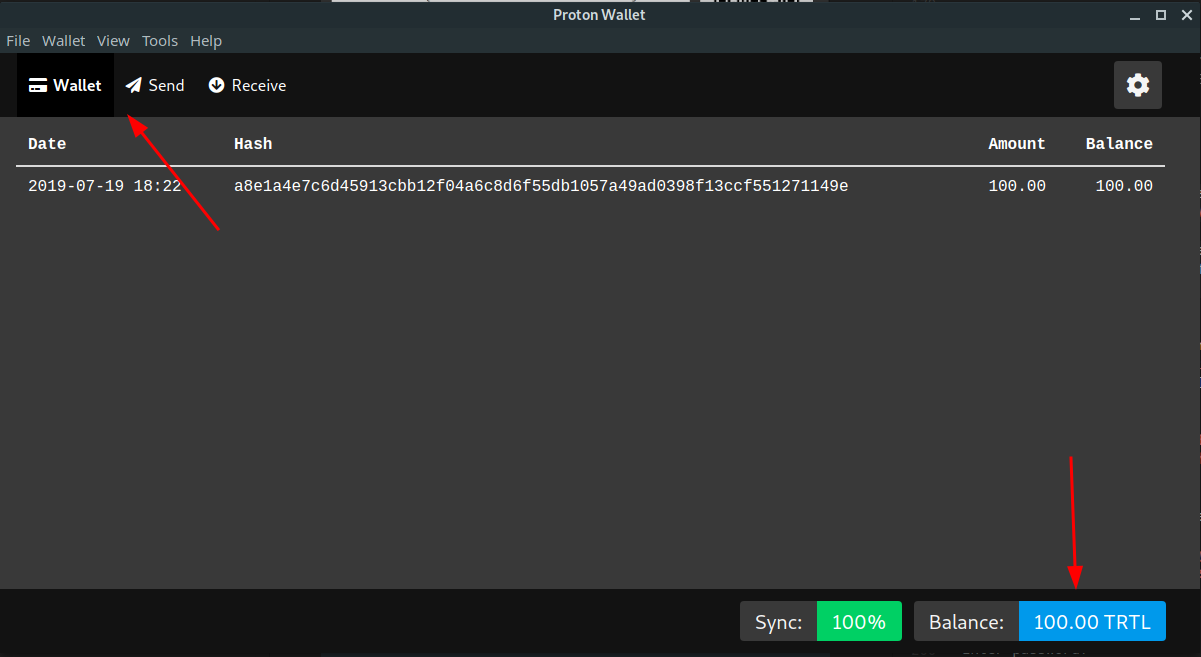 Proton Wallet
File Wallet View Tools Help
Wallet Send Receive
Date Hash Amount Balance
2019-07-19 18:22 a8e1a4e7c6d45913cbb12f04a6c8d6f55db1057a49ad0398f13ccf551271149e 100.00 100.00
Sync: 100% Balance: 100.00 TRTL